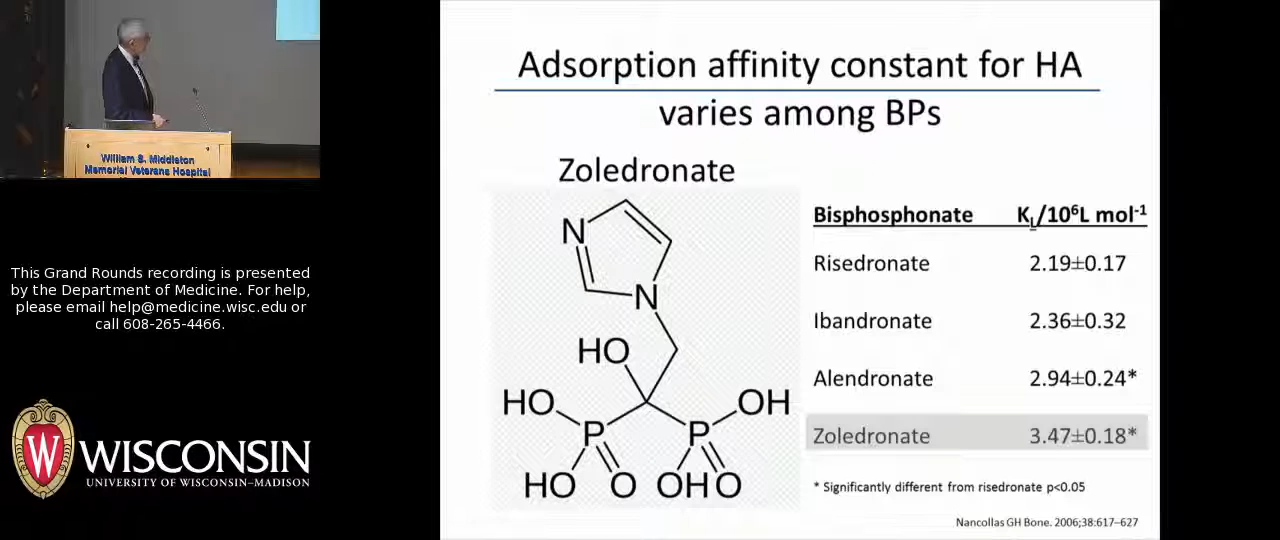 William S. Middleton
Memorial Veterans Hospital
This Grand Rounds recording is presented
by the Department of Medicine. For help,
please email help@medicine.wisc.edu or
call 608-265-4466.
W
WISCONSIN
UNIVERSITY OF WISCONSIN–MADISON
Adsorption affinity constant for HA
varies among BPs
Zoledronate
N
N
HO
HO
OH
P
P
HO
O
OH
O
Bisphosphonate K_L/10⁶L mol⁻¹
Risedronate 2.19±0.17
Ibandronate 2.36±0.32
Alendronate 2.94±0.24*
Zoledronate 3.47±0.18*
* Significantly different from risedronate p<0.05
Nancollas GH Bone. 2006;38:617–627